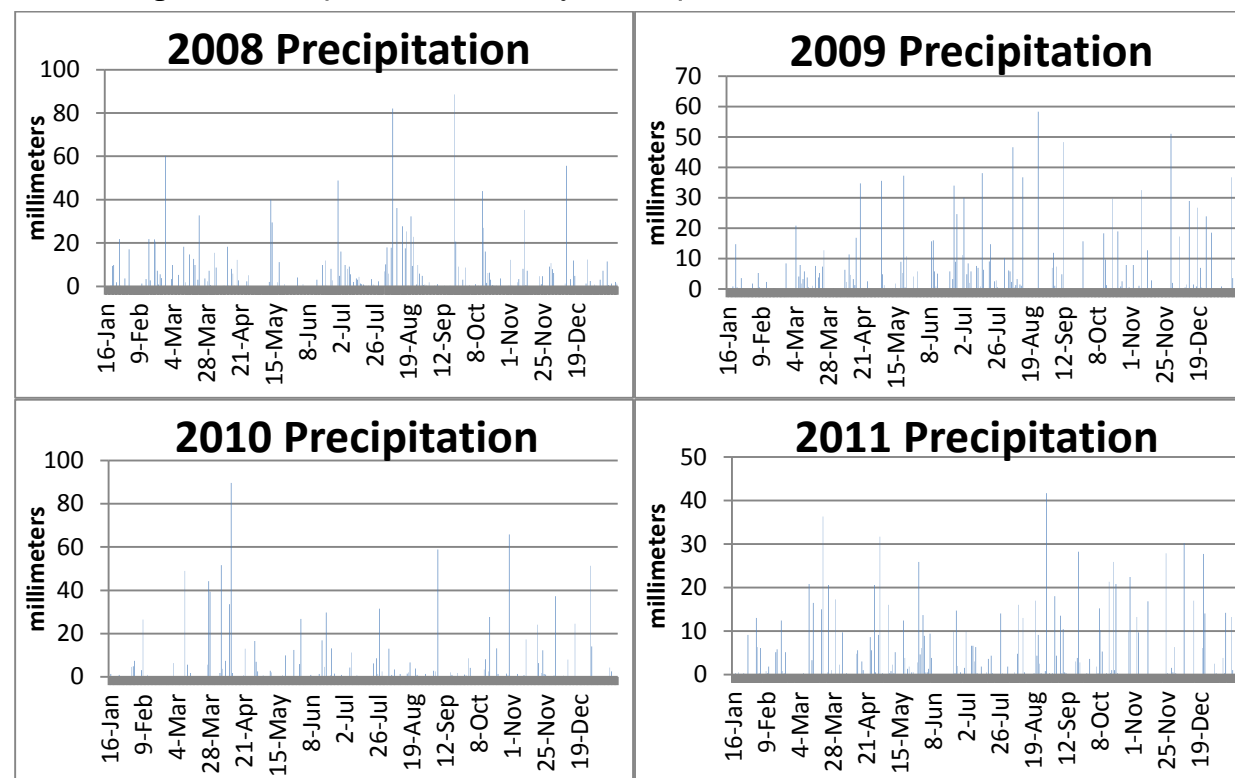 2008 Precipitation
millimeters
100
80
60
40
20
0
16-Jan
9-Feb
4-Mar
28-Mar
21-Apr
15-May
8-Jun
2-Jul
26-Jul
19-Aug
12-Sep
8-Oct
1-Nov
25-Nov
19-Dec
2009 Precipitation
millimeters
70
60
50
40
30
20
10
0
16-Jan
9-Feb
4-Mar
28-Mar
21-Apr
15-May
8-Jun
2-Jul
26-Jul
19-Aug
12-Sep
8-Oct
1-Nov
25-Nov
19-Dec
2010 Precipitation
millimeters
100
80
60
40
20
0
16-Jan
9-Feb
4-Mar
28-Mar
21-Apr
15-May
8-Jun
2-Jul
26-Jul
19-Aug
12-Sep
8-Oct
1-Nov
25-Nov
19-Dec
2011 Precipitation
millimeters
50
40
30
20
10
0
16-Jan
9-Feb
4-Mar
28-Mar
21-Apr
15-May
8-Jun
2-Jul
26-Jul
19-Aug
12-Sep
8-Oct
1-Nov
25-Nov
19-Dec